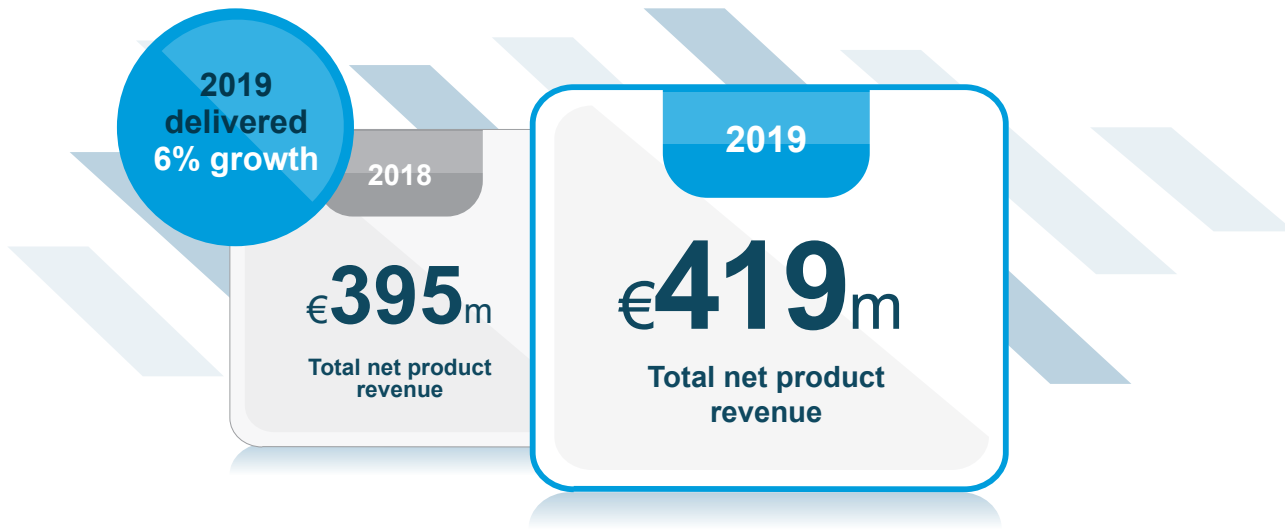 2019
delivered
6% growth
2018
€395m
Total net product
revenue
2019
€419m
Total net product
revenue